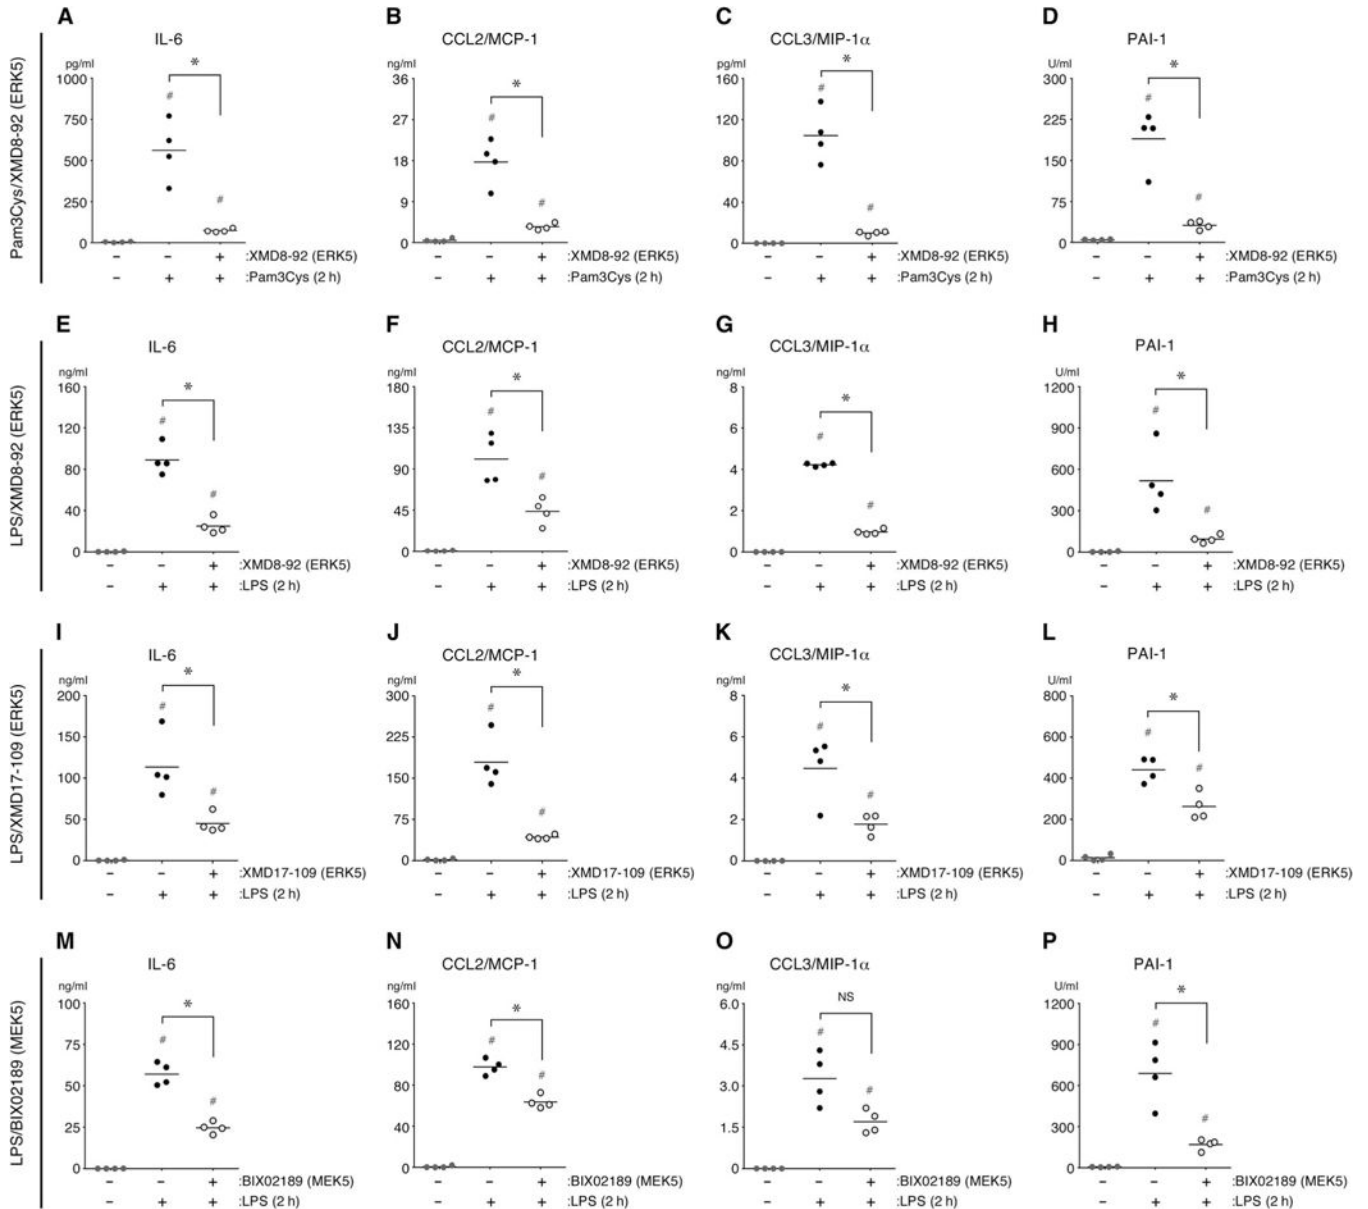 A B C D
IL-6 CCL2/MCP-1 CCL3/MIP-1α PAI-1
pg/ml ng/ml pg/ml U/ml
Pam3Cys/XMD8-92 (ERK5)
1000 * # 36 * # 160 * # 300 * #
750 27 120 225
500 18 80 150
250 # 9 # 40 # 75 #
0 0 0 0
– – + :XMD8-92 (ERK5) – – + :XMD8-92 (ERK5) – – + :XMD8-92 (ERK5) – – + :XMD8-92 (ERK5)
– + + :Pam3Cys (2 h) – + + :Pam3Cys (2 h) – + + :Pam3Cys (2 h) – + + :Pam3Cys (2 h)
E F G H
IL-6 CCL2/MCP-1 CCL3/MIP-1α PAI-1
ng/ml ng/ml ng/ml U/ml
LPS/XMD8-92 (ERK5)
160 * # 180 * # 8 * # 1200 * #
120 135 6 900
80 90 4 600
40 # 45 # 2 # 300 #
0 0 0 0
– – + :XMD8-92 (ERK5) – – + :XMD8-92 (ERK5) – – + :XMD8-92 (ERK5) – – + :XMD8-92 (ERK5)
– + + :LPS (2 h) – + + :LPS (2 h) – + + :LPS (2 h) – + + :LPS (2 h)
I J K L
IL-6 CCL2/MCP-1 CCL3/MIP-1α PAI-1
ng/ml ng/ml ng/ml U/ml
LPS/XMD17-109 (ERK5)
200 * # 300 * # 8 * # 800 * #
150 225 6 600
100 150 4 400
50 # 75 # 2 # 200 #
0 0 0 0
– – + :XMD17-109 (ERK5) – – + :XMD17-109 (ERK5) – – + :XMD17-109 (ERK5) – – + :XMD17-109 (ERK5)
– + + :LPS (2 h) – + + :LPS (2 h) – + + :LPS (2 h) – + + :LPS (2 h)
M N O P
IL-6 CCL2/MCP-1 CCL3/MIP-1α PAI-1
ng/ml ng/ml ng/ml U/ml
LPS/BIX02189 (MEK5)
100 * # 160 * # 6.0 NS # 1200 * #
75 120 4.5 900
50 80 3.0 600
25 # 40 # 1.5 # 300 #
0 0 0 0
– – + :BIX02189 (MEK5) – – + :BIX02189 (MEK5) – – + :BIX02189 (MEK5) – – + :BIX02189 (MEK5)
– + + :LPS (2 h) – + + :LPS (2 h) – + + :LPS (2 h) – + + :LPS (2 h)